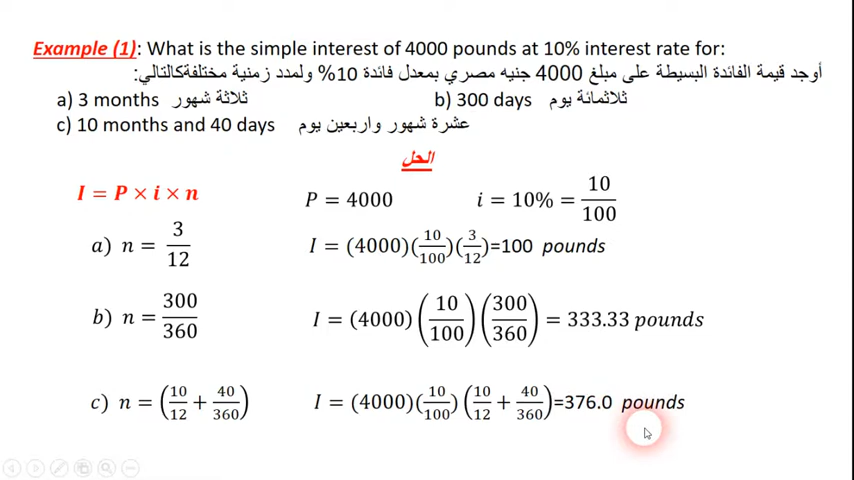 Example (1): What is the simple interest of 4000 pounds at 10% interest rate for:
أوجد قيمة الفائدة البسيطة على مبلغ 4000 جنيه مصري بمعدل فائدة 10% ولمدد زمنية مختلفةكالتالي:
a) 3 months ثلاثة شهور b) 300 days ثلاثمائة يوم
c) 10 months and 40 days عشرة شهور واربعين يوم
الحل
I = P × i × n P = 4000 i = 10% = 10/100
a) n = 3/12 I = (4000)(10/100)(3/12)=100 pounds
b) n = 300/360 I = (4000)(10/100)(300/360) = 333.33 pounds
c) n = (10/12 + 40/360) I = (4000)(10/100)(10/12 + 40/360)=376.0 pounds